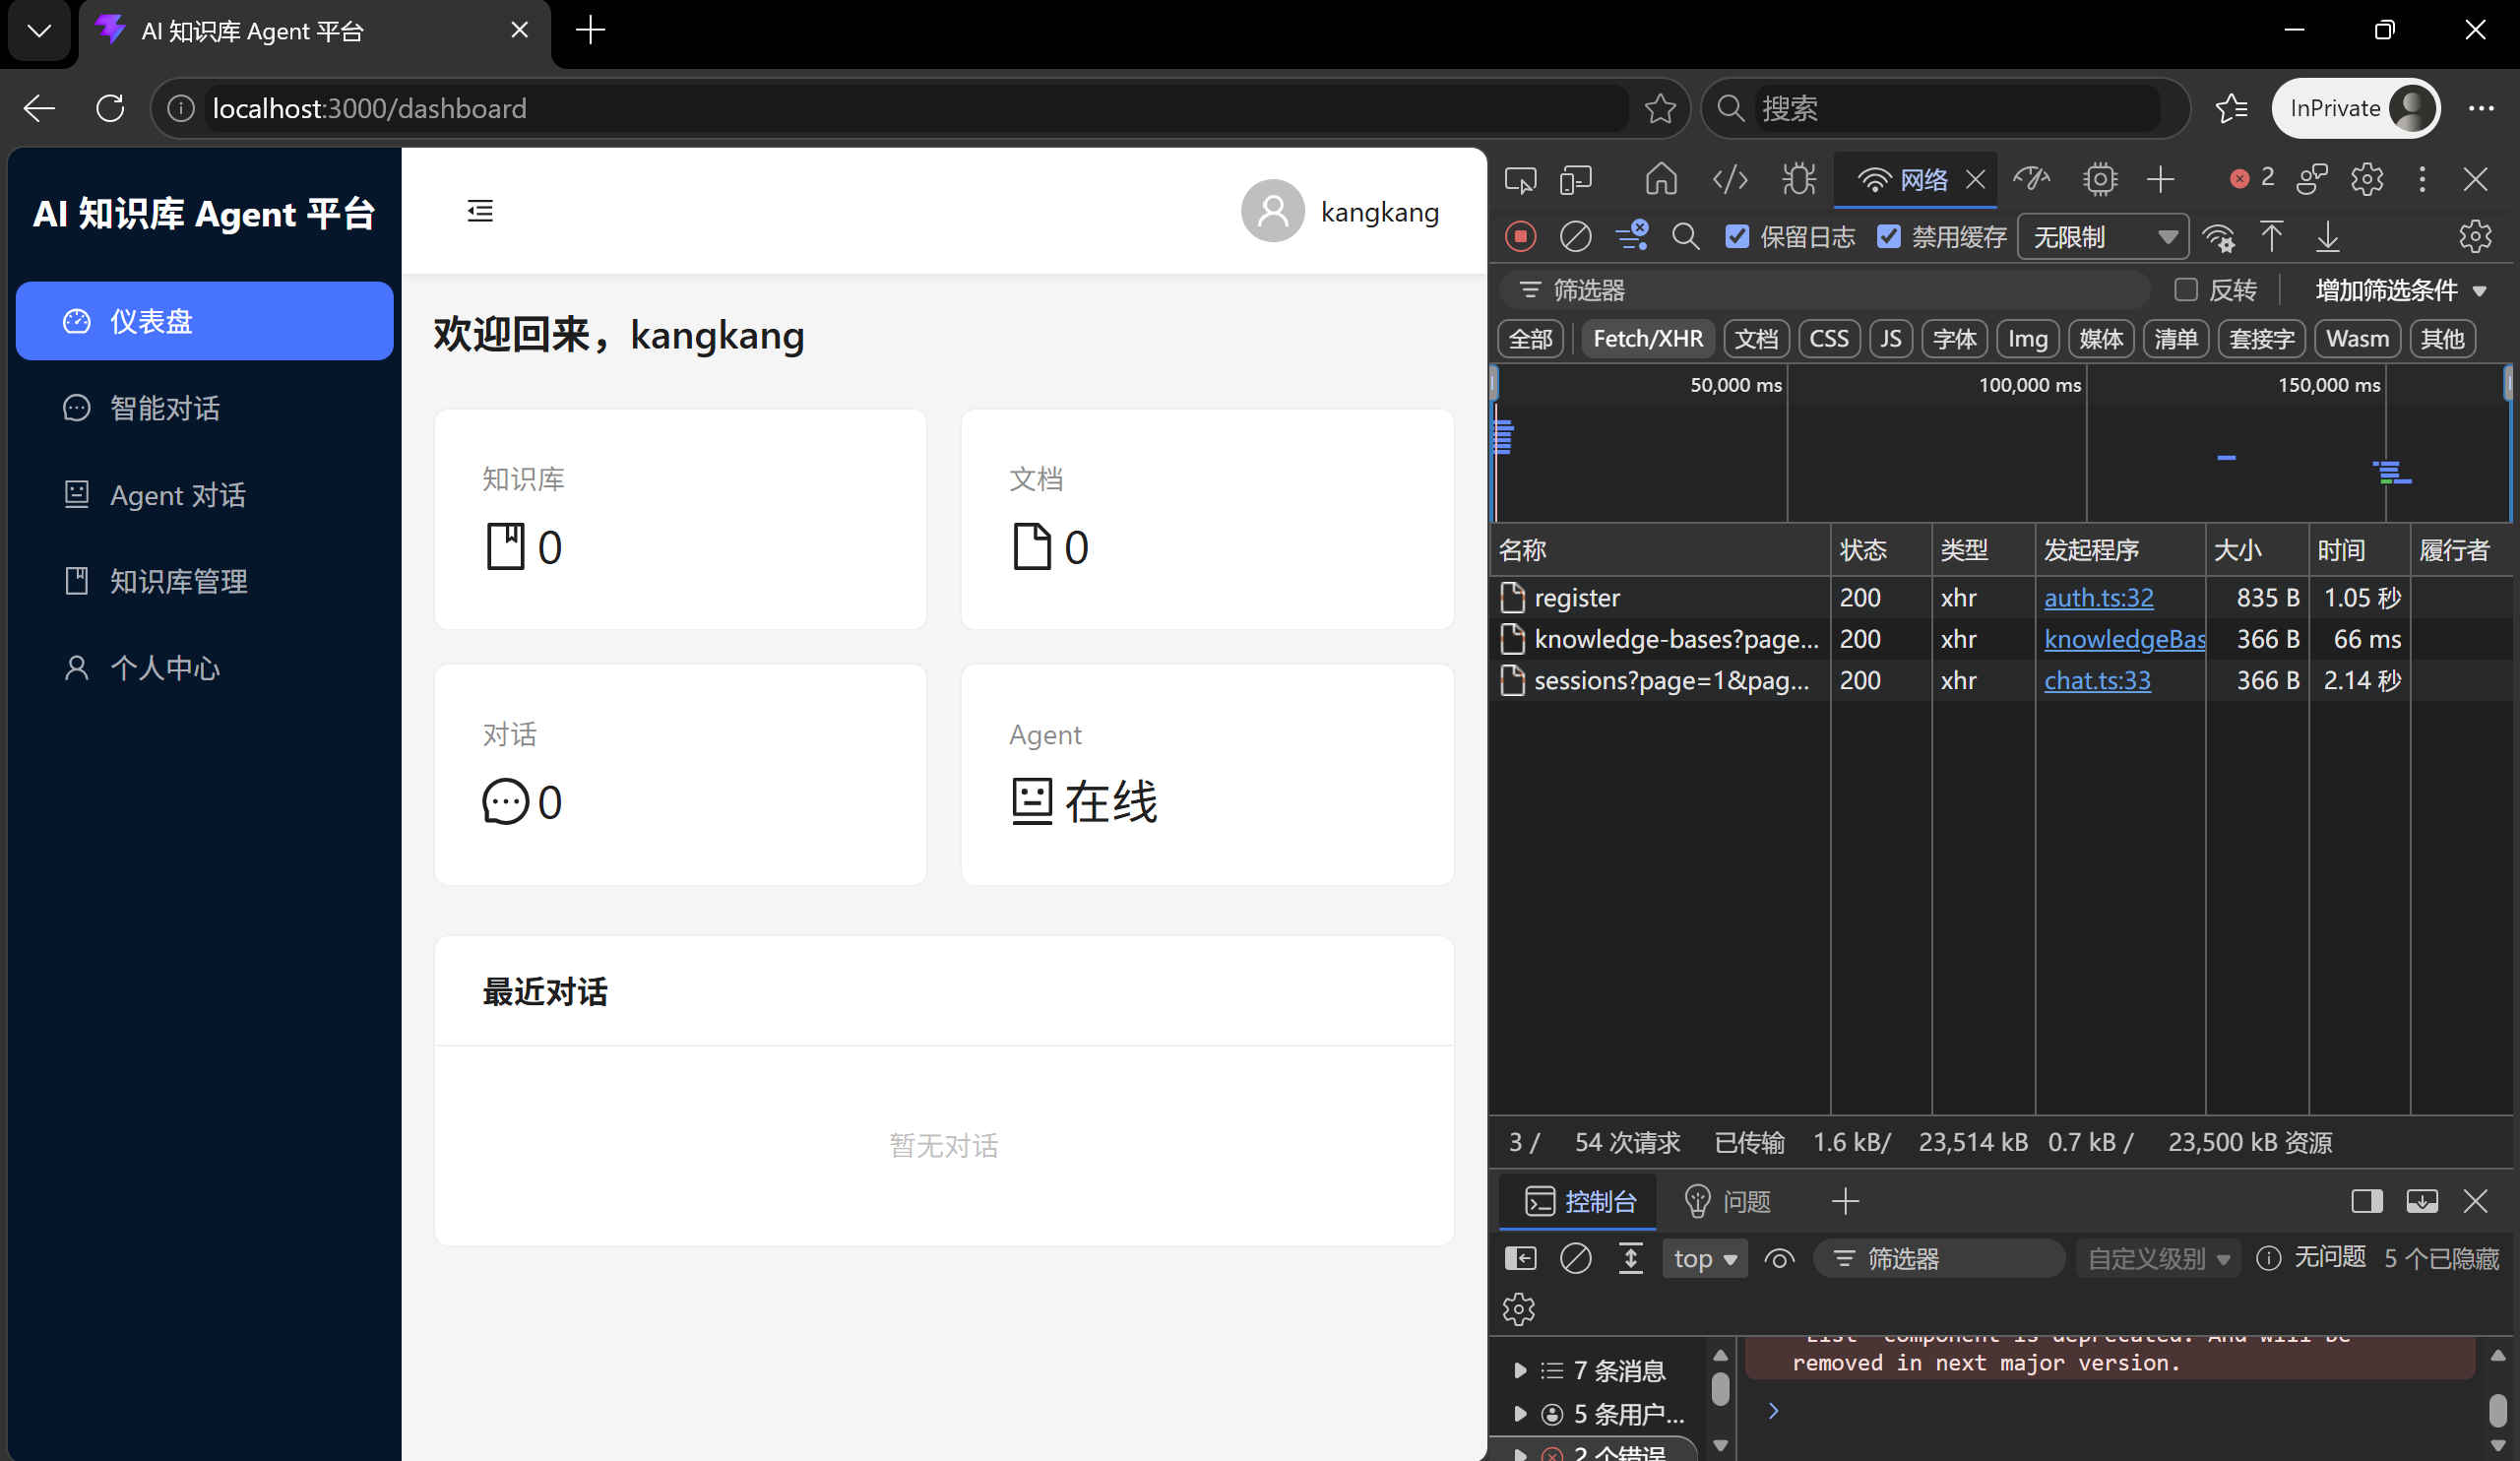 AI 知识库 Agent 平台
localhost:3000/dashboard
搜索
InPrivate
AI 知识库 Agent 平台
仪表盘
智能对话
Agent 对话
知识库管理
个人中心
kangkang
欢迎回来，kangkang
知识库
0
文档
0
对话
0
Agent
在线
最近对话
暂无对话
网络
2
保留日志
禁用缓存
无限制
筛选器
反转
增加筛选条件
全部 Fetch/XHR 文档 CSS JS 字体 Img 媒体 清单 套接字 Wasm 其他
50,000 ms 100,000 ms 150,000 ms
名称 状态 类型 发起程序 大小 时间 履行者
register 200 xhr auth.ts:32 835 B 1.05 秒
knowledge-bases?page... 200 xhr knowledgeBas 366 B 66 ms
sessions?page=1&pag... 200 xhr chat.ts:33 366 B 2.14 秒
3 / 54 次请求 已传输 1.6 kB/ 23,514 kB 0.7 kB / 23,500 kB 资源
控制台 问题
top 筛选器 自定义级别 无问题 5 个已隐藏
7 条消息
5 条用户...
2 个错误
`List` component is deprecated. And will be
removed in next major version.